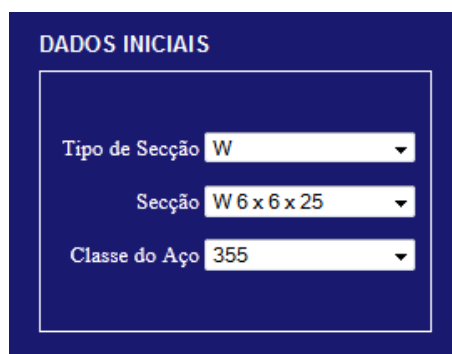 DADOS INICIAIS
Tipo de Secção W
Secção W 6 x 6 x 25
Classe do Aço 355